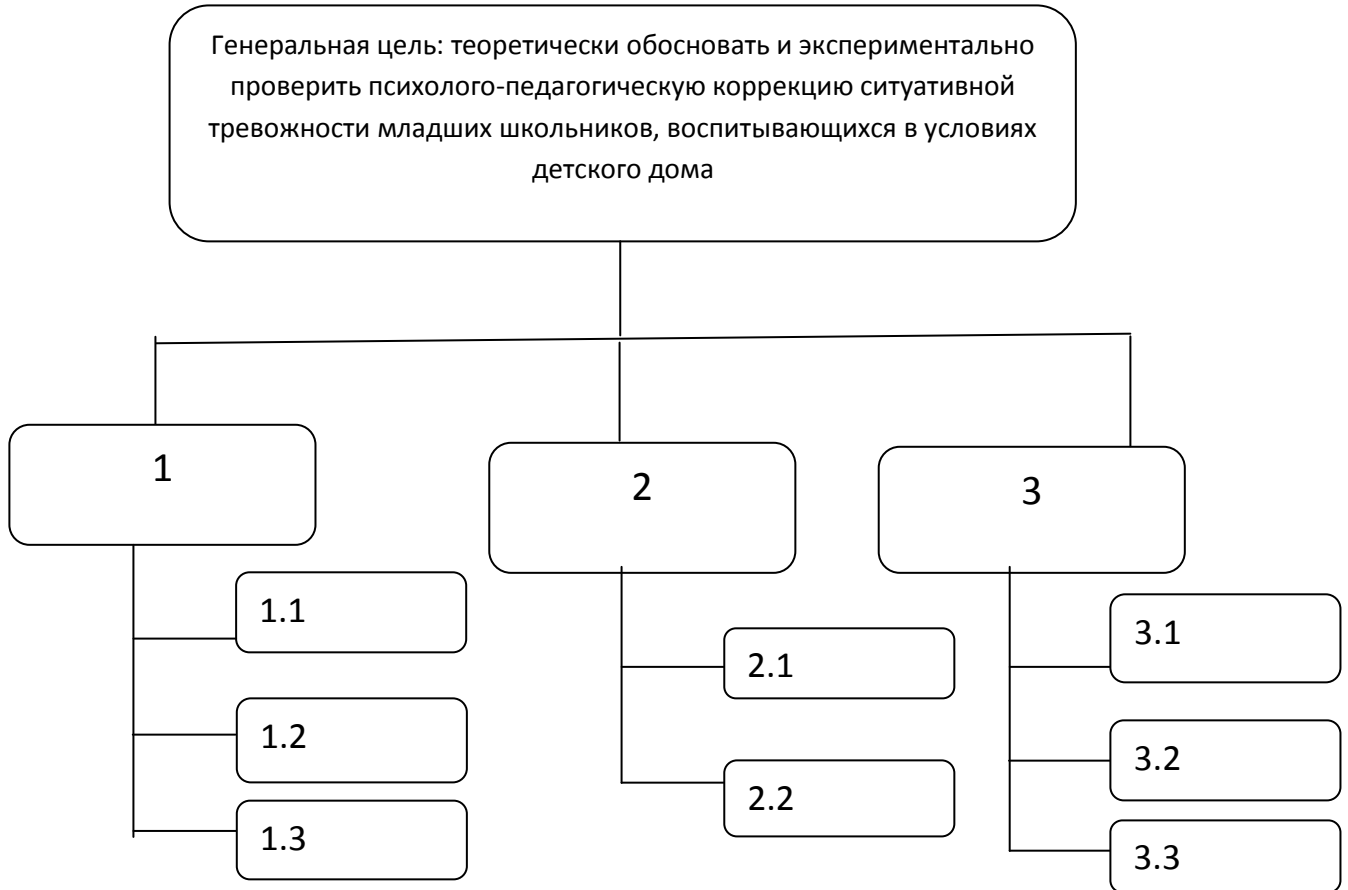 Генеральная цель: теоретически обосновать и экспериментально
проверить психолого-педагогическую коррекцию ситуативной
тревожности младших школьников, воспитывающихся в условиях
детского дома
1
2
3
1.1
1.2
1.3
2.1
2.2
3.1
3.2
3.3